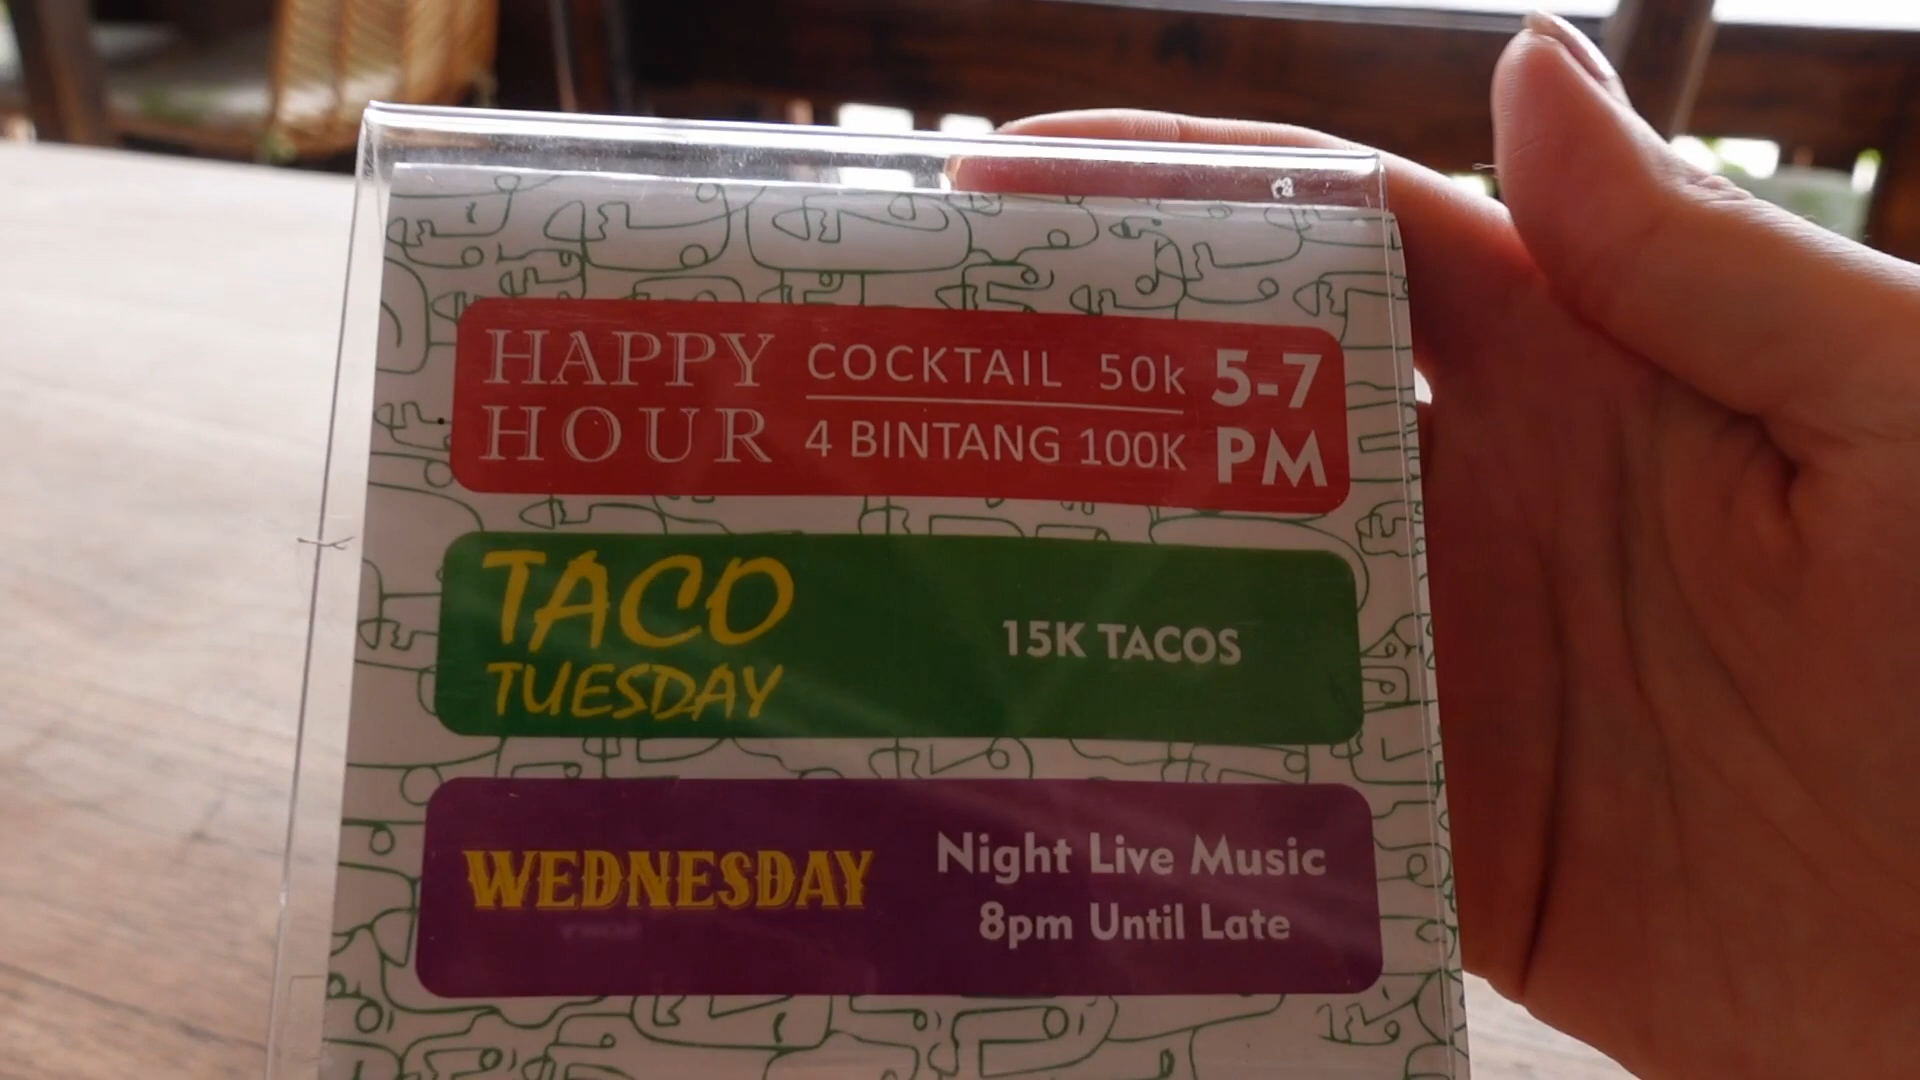 HAPPY HOUR
COCKTAIL 50k
4 BINTANG 100K
5-7 PM
TACO
TUESDAY
15K TACOS
WEDNESDAY
Night Live Music
8pm Until Late